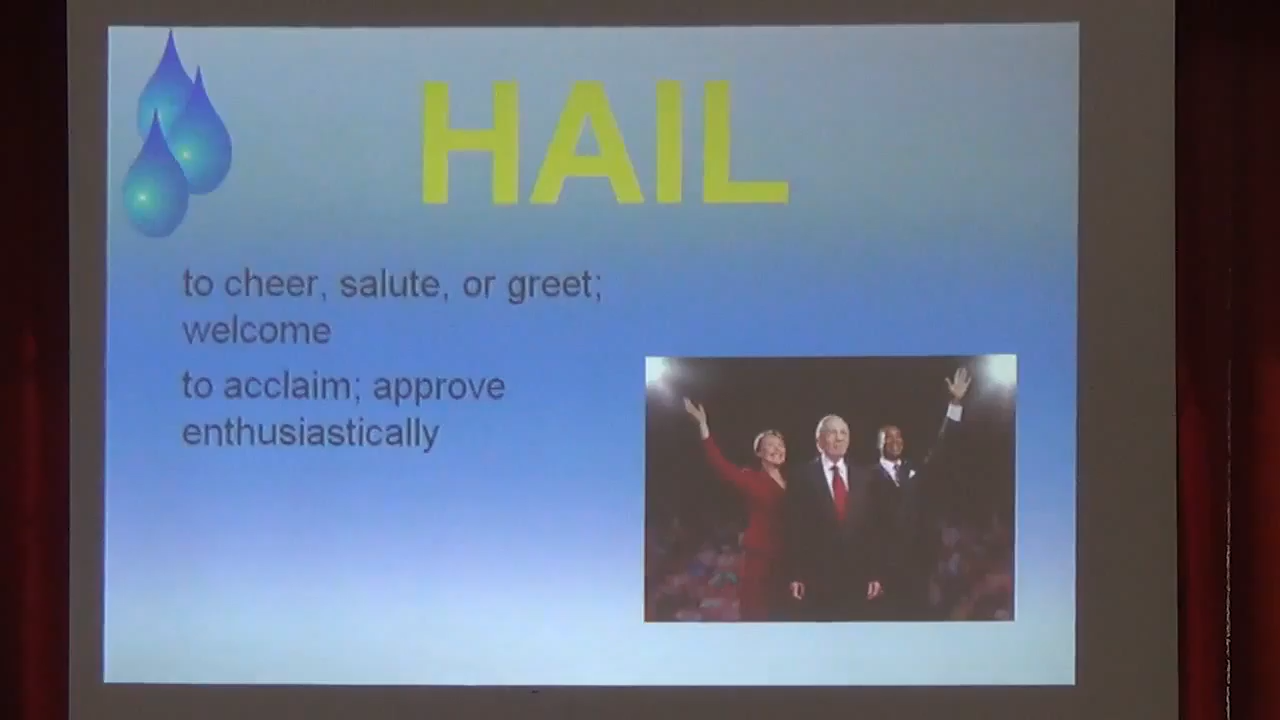 HAIL
to cheer, salute, or greet;
welcome
to acclaim; approve
enthusiastically